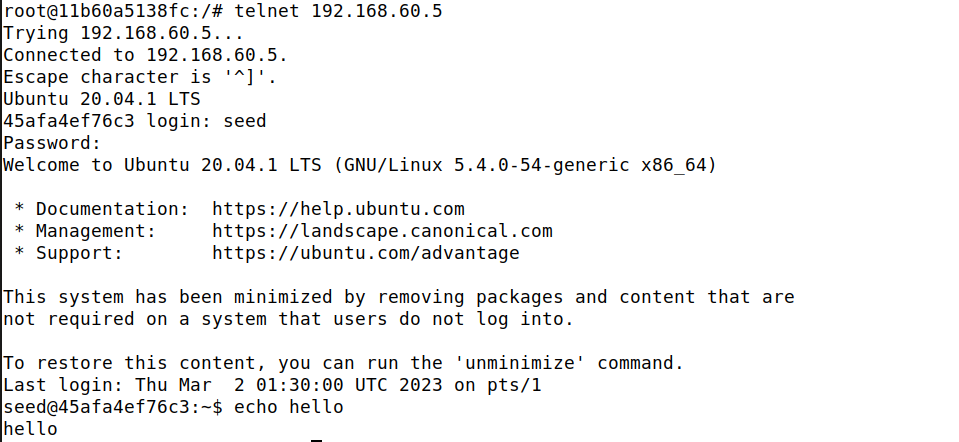 root@11b60a5138fc:/# telnet 192.168.60.5
Trying 192.168.60.5...
Connected to 192.168.60.5.
Escape character is '^]'.
Ubuntu 20.04.1 LTS
45afa4ef76c3 login: seed
Password:
Welcome to Ubuntu 20.04.1 LTS (GNU/Linux 5.4.0-54-generic x86_64)

 * Documentation:  https://help.ubuntu.com
 * Management:     https://landscape.canonical.com
 * Support:        https://ubuntu.com/advantage

This system has been minimized by removing packages and content that are
not required on a system that users do not log into.

To restore this content, you can run the 'unminimize' command.
Last login: Thu Mar  2 01:30:00 UTC 2023 on pts/1
seed@45afa4ef76c3:~$ echo hello
hello